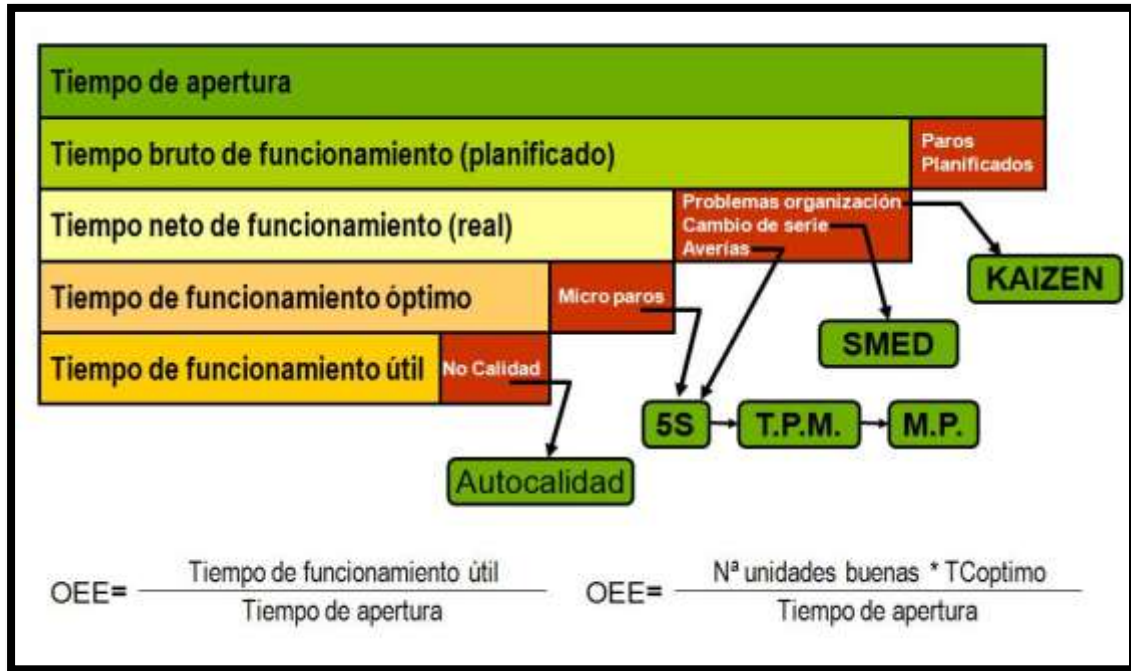 Tiempo de apertura
Tiempo bruto de funcionamiento (planificado)
Paros
Planificados
Tiempo neto de funcionamiento (real)
Problemas organización
Cambio de serie
Averías
KAIZEN
Tiempo de funcionamiento óptimo
Micro paros
SMED
Tiempo de funcionamiento útil
No Calidad
5S
T.P.M.
M.P.
Autocalidad
OEE= Tiempo de funcionamiento útil
Tiempo de apertura
OEE= Nª unidades buenas * TCoptimo
Tiempo de apertura